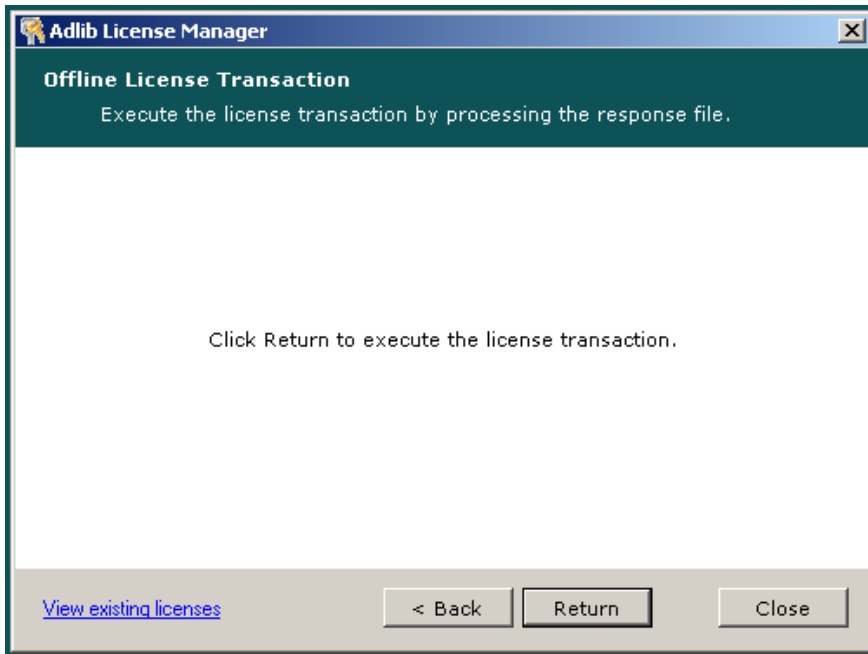 Adlib License Manager
Offline License Transaction
Execute the license transaction by processing the response file.
Click Return to execute the license transaction.
View existing licenses
< Back
Return
Close